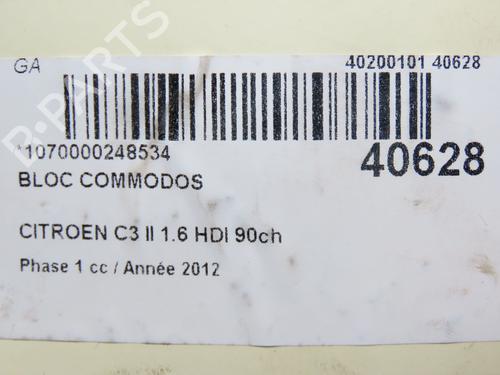 GA
40200101 40628
*1070000248534
40628
BLOC COMMODOS
CITROEN C3 II 1.6 HDI 90ch
Phase 1 cc / Année 2012
B-PARTS